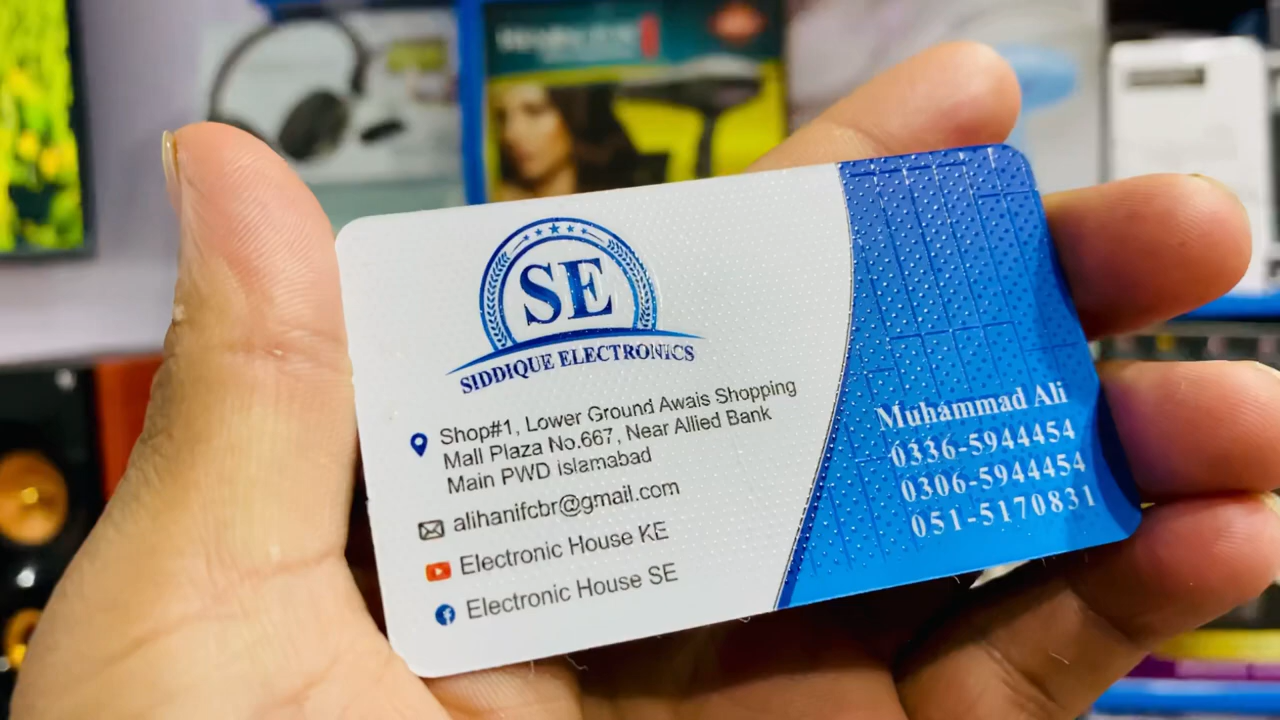 SE
SIDDIQUE ELECTRONICS
Shop#1, Lower Ground Awais Shopping
Mall Plaza No.667, Near Allied Bank
Main PWD islamabad
alihanifcbr@gmail.com
Electronic House KE
Electronic House SE
Muhammad Ali
0336-5944454
0306-5944454
051-5170831